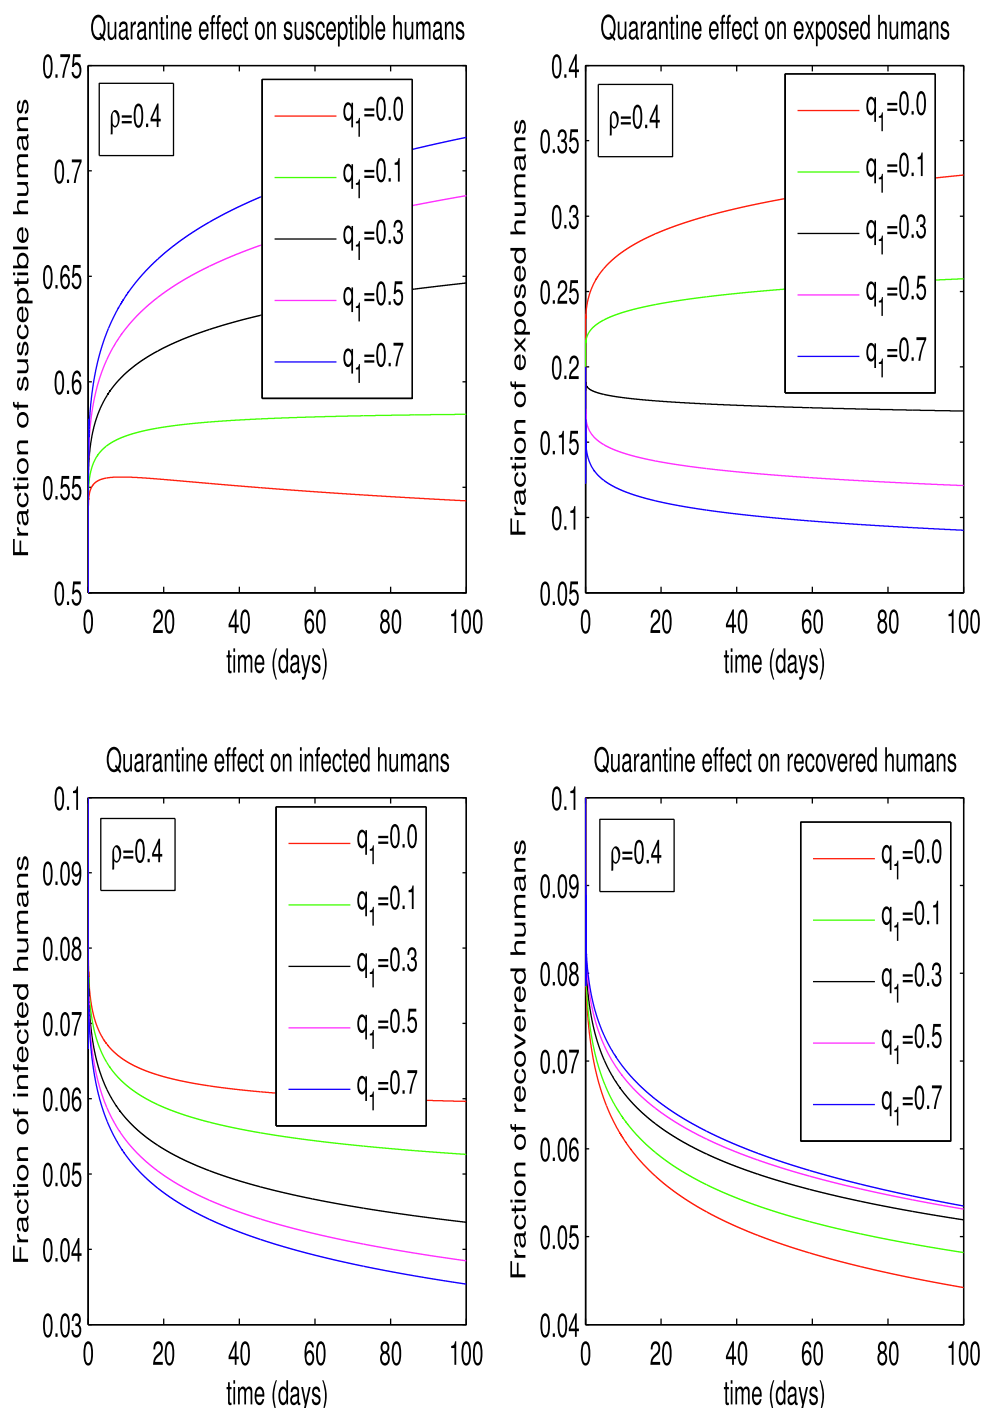 Quarantine effect on susceptible humans
Fraction of susceptible humans
0.75
0.7
0.65
0.6
0.55
0.5
ρ=0.4
q1=0.0
q1=0.1
q1=0.3
q1=0.5
q1=0.7
0 20 40 60 80 100
time (days)
Quarantine effect on exposed humans
Fraction of exposed humans
0.4
0.35
0.3
0.25
0.2
0.15
0.1
0.05
ρ=0.4
q1=0.0
q1=0.1
q1=0.3
q1=0.5
q1=0.7
0 20 40 60 80 100
time (days)
Quarantine effect on infected humans
Fraction of infected humans
0.1
0.09
0.08
0.07
0.06
0.05
0.04
0.03
ρ=0.4
q1=0.0
q1=0.1
q1=0.3
q1=0.5
q1=0.7
0 20 40 60 80 100
time (days)
Quarantine effect on recovered humans
Fraction of recovered humans
0.1
0.09
0.08
0.07
0.06
0.05
0.04
ρ=0.4
q1=0.0
q1=0.1
q1=0.3
q1=0.5
q1=0.7
0 20 40 60 80 100
time (days)